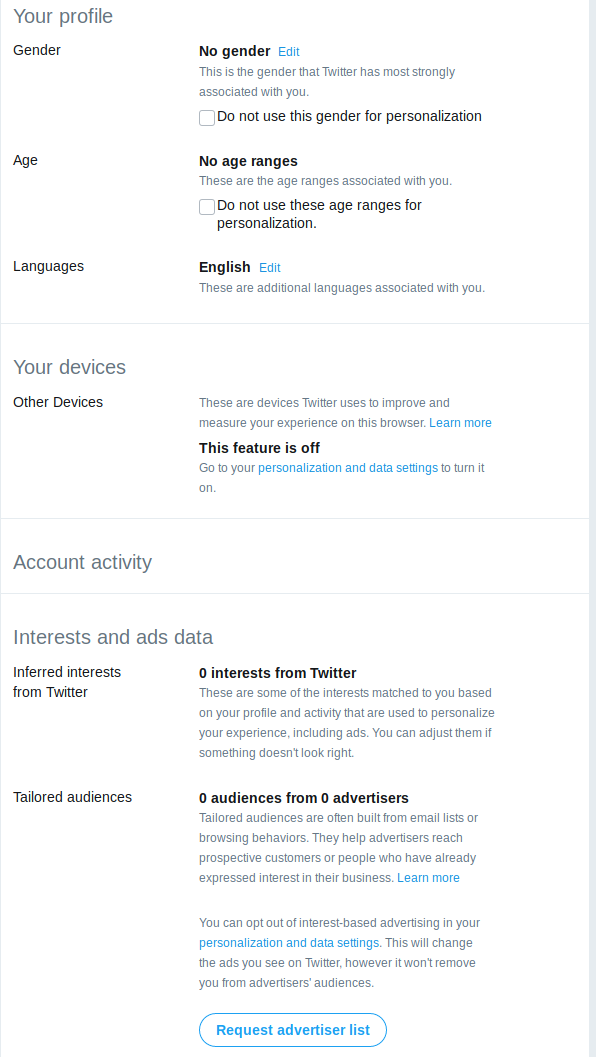 Your profile
Gender
No gender Edit
This is the gender that Twitter has most strongly
associated with you.
Do not use this gender for personalization
Age
No age ranges
These are the age ranges associated with you.
Do not use these age ranges for
personalization.
Languages
English Edit
These are additional languages associated with you.
Your devices
Other Devices
These are devices Twitter uses to improve and
measure your experience on this browser. Learn more
This feature is off
Go to your personalization and data settings to turn it
on.
Account activity
Interests and ads data
Inferred interests
from Twitter
0 interests from Twitter
These are some of the interests matched to you based
on your profile and activity that are used to personalize
your experience, including ads. You can adjust them if
something doesn't look right.
Tailored audiences
0 audiences from 0 advertisers
Tailored audiences are often built from email lists or
browsing behaviors. They help advertisers reach
prospective customers or people who have already
expressed interest in their business. Learn more
You can opt out of interest-based advertising in your
personalization and data settings. This will change
the ads you see on Twitter, however it won't remove
you from advertisers' audiences.
Request advertiser list